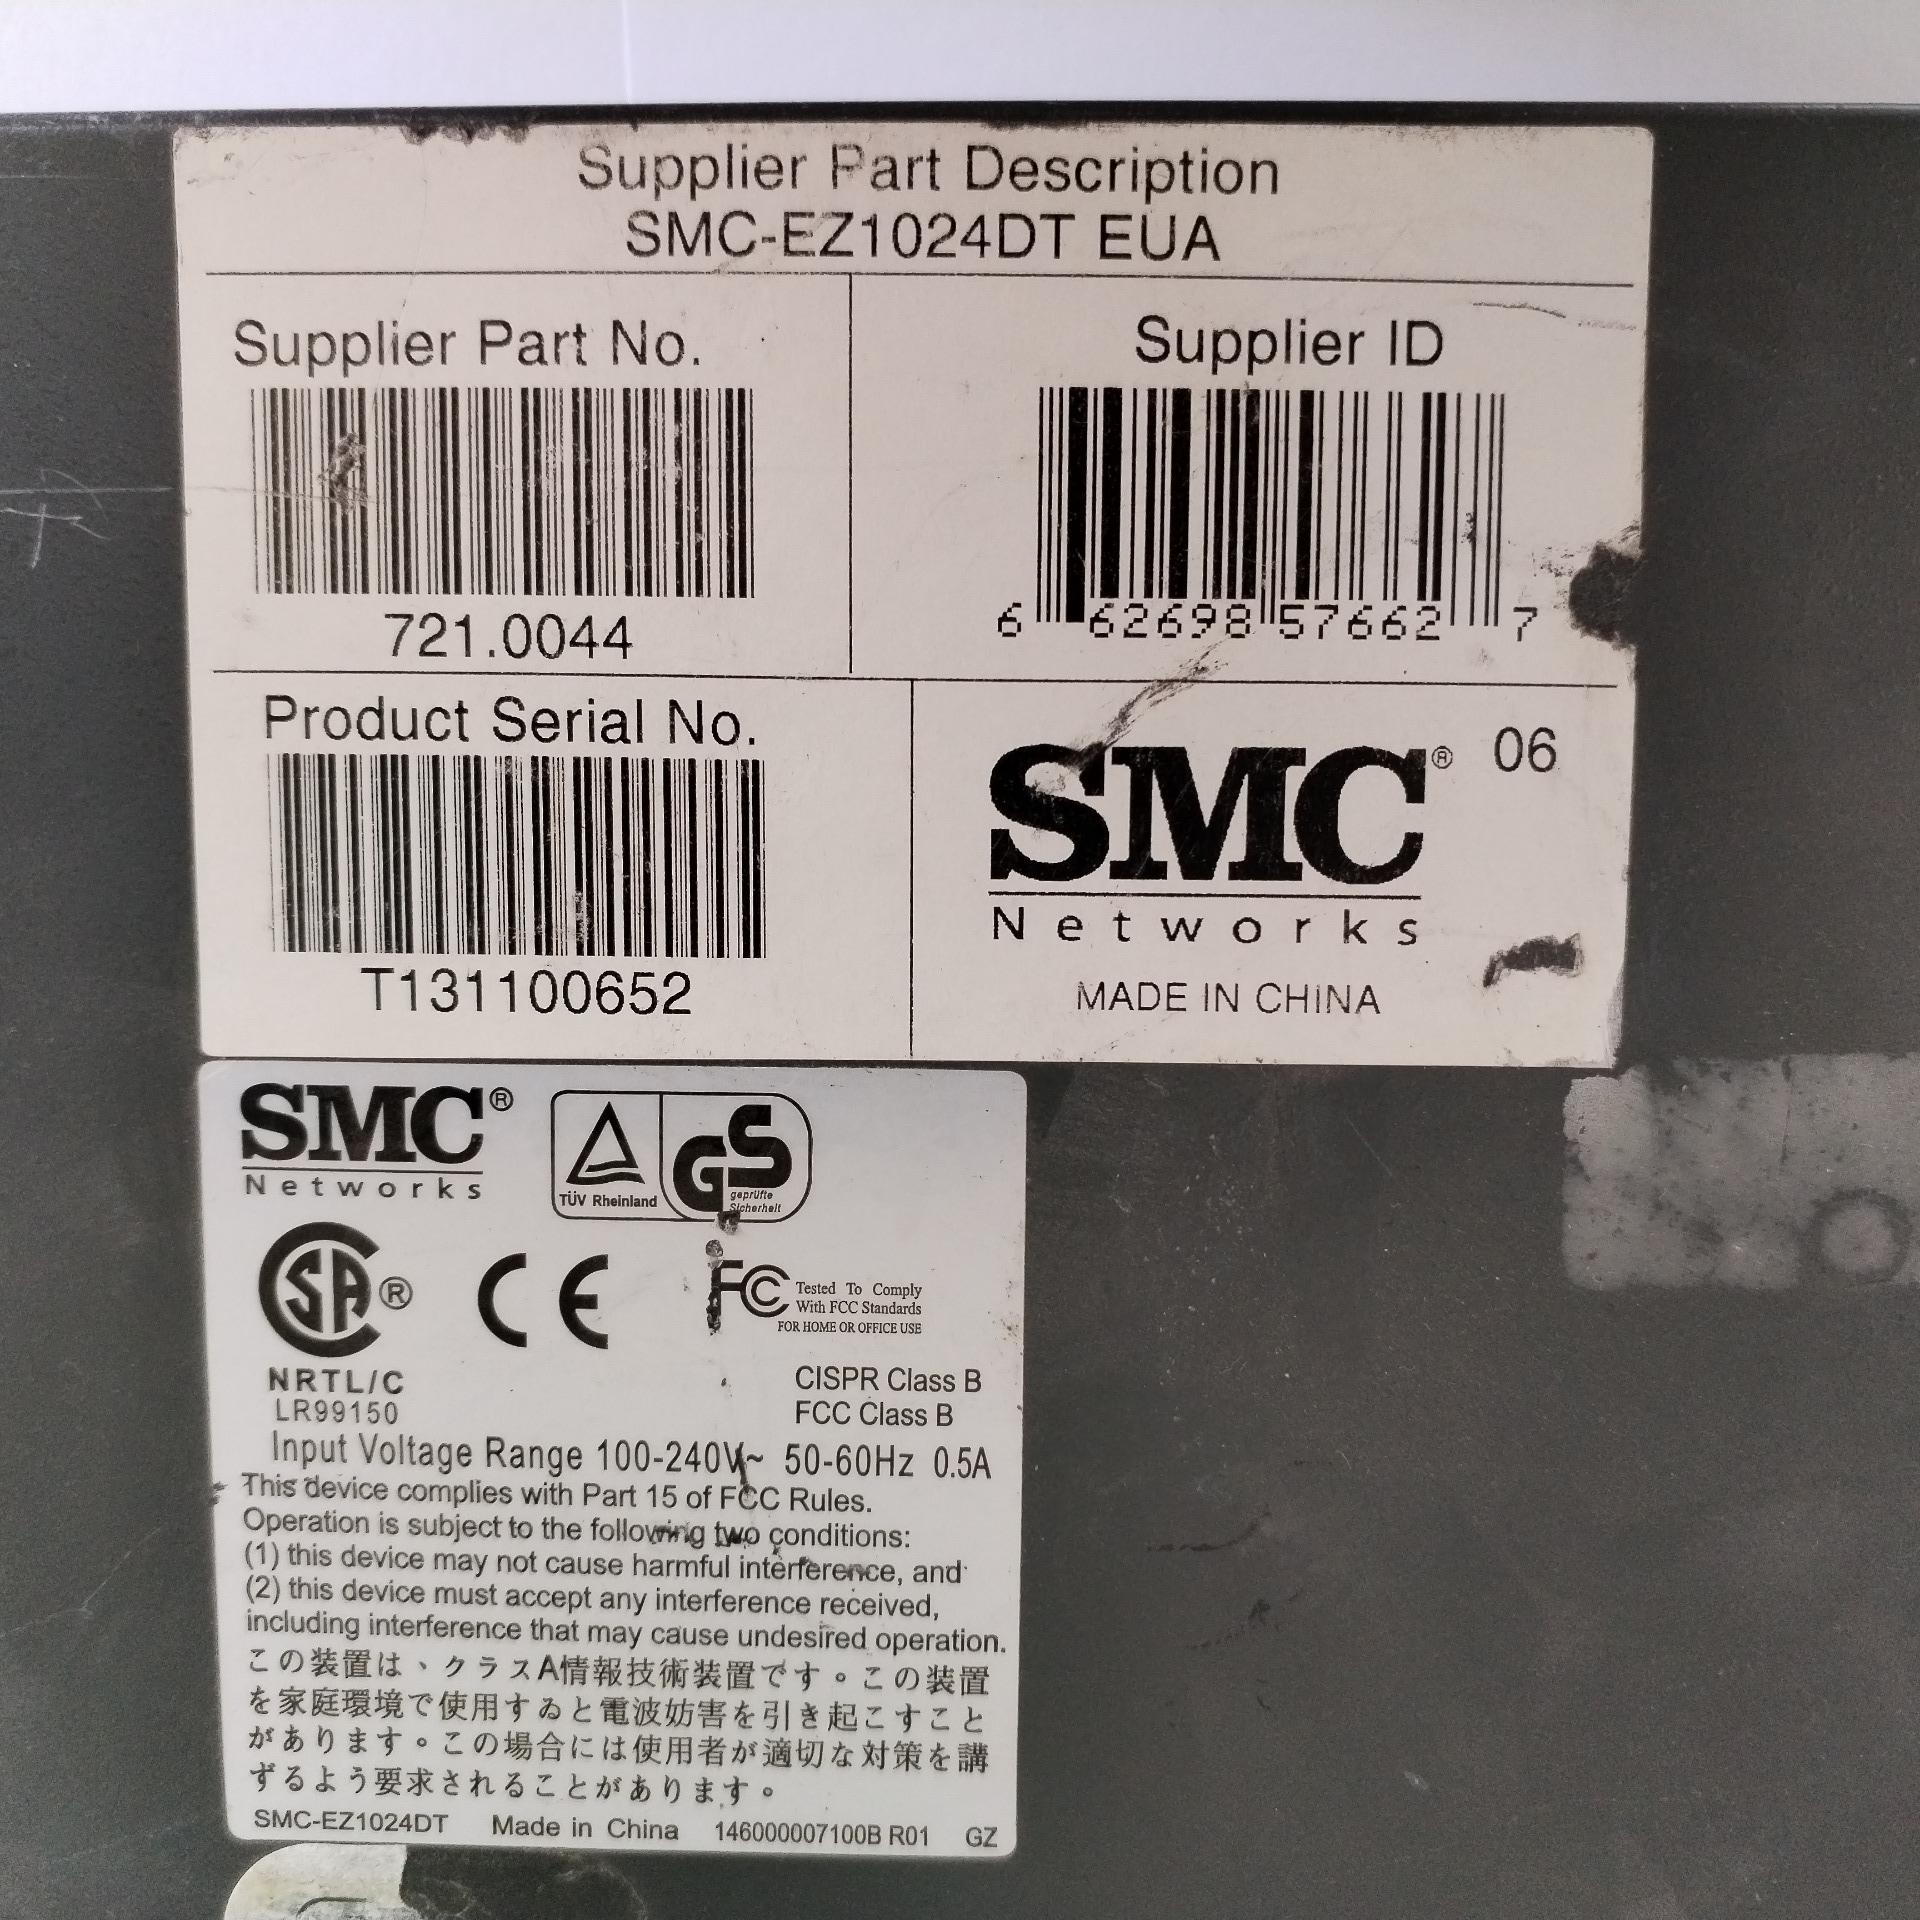 Supplier Part Description
SMC-EZ1024DT EUA
Supplier Part No.
721.0044
Supplier ID
6 62698 57662 7
Product Serial No.
T131100652
SMC® 06
Networks
MADE IN CHINA
SMC®
Networks
TÜV Rheinland
GS
geprüfte
Sicherheit
CSA®
NRTL/C
LR99150
CE
FC
Tested To Comply
With FCC Standards
FOR HOME OR OFFICE USE
CISPR Class B
FCC Class B
Input Voltage Range 100-240V~ 50-60Hz 0.5A
This device complies with Part 15 of FCC Rules.
Operation is subject to the following two conditions:
(1) this device may not cause harmful interference, and
(2) this device must accept any interference received,
including interference that may cause undesired operation.
この装置は、クラスA情報技術装置です。この装置
を家庭環境で使用すゐと電波妨害を引き起こすこと
があります。この場合には使用者が適切な対策を講
ずるよう要求されることがあります。
SMC-EZ1024DT Made in China 146000007100B R01 GZ